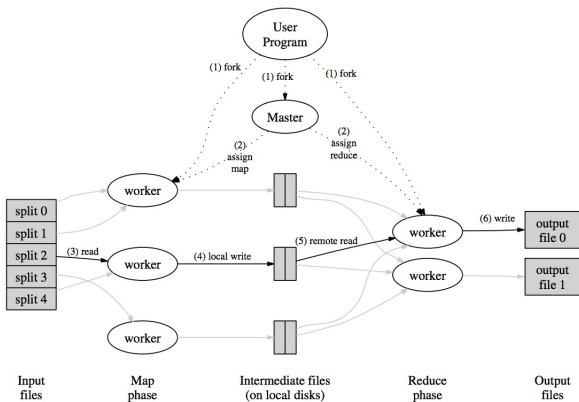 User
Program
(1) fork
(1) fork
(1) fork
Master
(2)
assign
map
(2)
assign
reduce
worker
split 0
split 1
split 2
split 3
split 4
(3) read
worker
(4) local write
(5) remote read
worker
(6) write
output
file 0
worker
output
file 1
worker
Input
files
Map
phase
Intermediate files
(on local disks)
Reduce
phase
Output
files